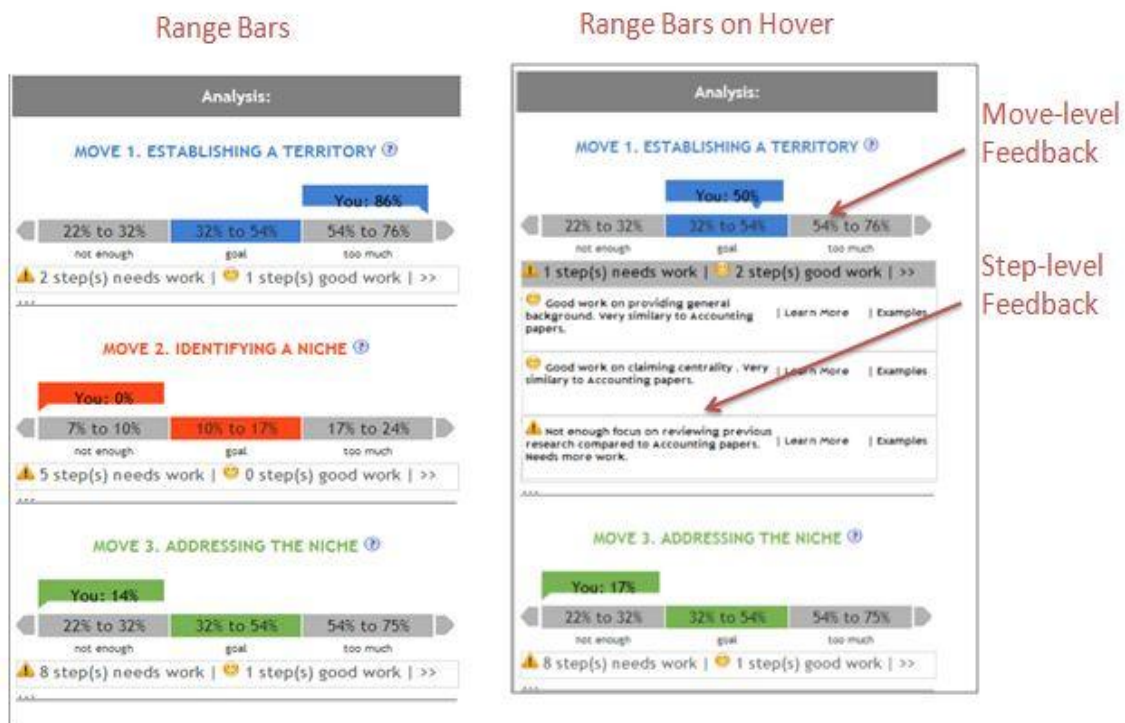 Range Bars
Analysis:
MOVE 1. ESTABLISHING A TERRITORY
You: 86%
22% to 32% 32% to 54% 54% to 76%
not enough goal too much
2 step(s) needs work | 1 step(s) good work | >>
MOVE 2. IDENTIFYING A NICHE
You: 0%
7% to 10% 10% to 17% 17% to 24%
not enough goal too much
5 step(s) needs work | 0 step(s) good work | >>
MOVE 3. ADDRESSING THE NICHE
You: 14%
22% to 32% 32% to 54% 54% to 75%
not enough goal too much
8 step(s) needs work | 1 step(s) good work | >>
Range Bars on Hover
Analysis:
MOVE 1. ESTABLISHING A TERRITORY
You: 50%
22% to 32% 32% to 54% 54% to 76%
not enough goal too much
1 step(s) needs work | 2 step(s) good work | >>
Good work on providing general
background. Very similary to Accounting | Learn More | Examples
papers.
Good work on claiming centrality . Very | Learn More | Examples
similary to Accounting papers.
Not enough focus on reviewing previous
research compared to Accounting papers. | Learn More | Examples
Needs more work.
MOVE 3. ADDRESSING THE NICHE
You: 17%
22% to 32% 32% to 54% 54% to 75%
not enough goal too much
8 step(s) needs work | 1 step(s) good work | >>
Move-level
Feedback
Step-level
Feedback